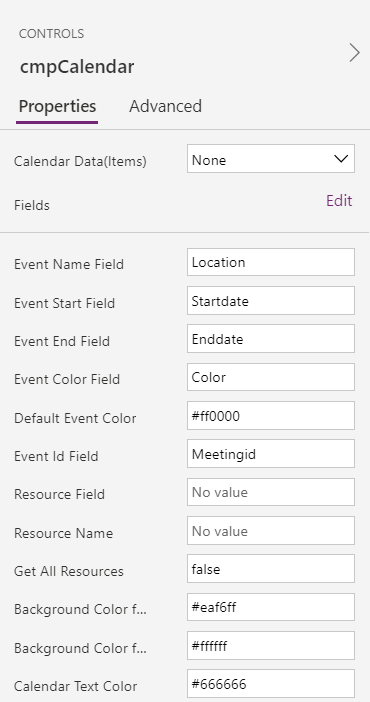 CONTROLS
cmpCalendar
Properties Advanced
Calendar Data(Items) None
Fields Edit
Event Name Field Location
Event Start Field Startdate
Event End Field Enddate
Event Color Field Color
Default Event Color #ff0000
Event Id Field Meetingid
Resource Field No value
Resource Name No value
Get All Resources false
Background Color f... #eaf6ff
Background Color f... #ffffff
Calendar Text Color #666666